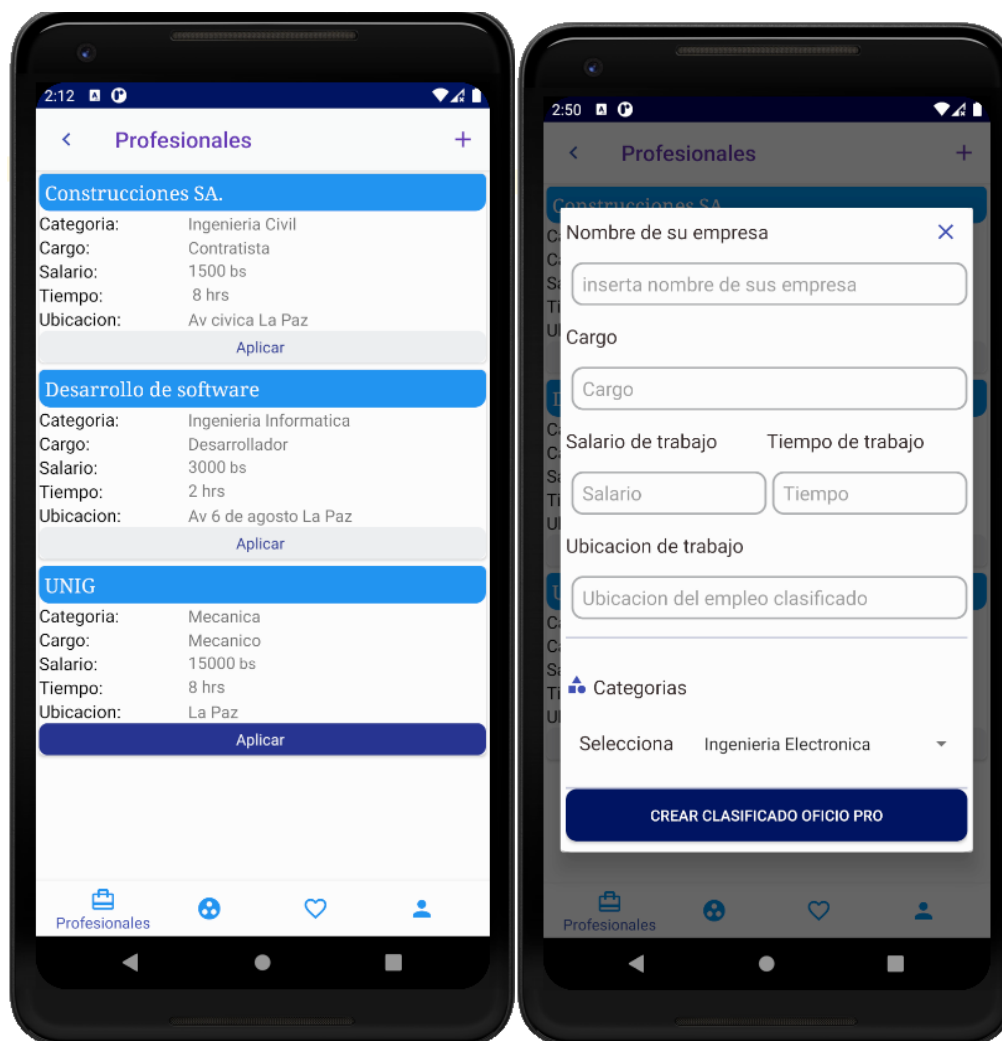 2:12
Profesionales
+
Construcciones SA.
Categoria: Ingenieria Civil
Cargo: Contratista
Salario: 1500 bs
Tiempo: 8 hrs
Ubicacion: Av civica La Paz
Aplicar
Desarrollo de software
Categoria: Ingenieria Informatica
Cargo: Desarrollador
Salario: 3000 bs
Tiempo: 2 hrs
Ubicacion: Av 6 de agosto La Paz
Aplicar
UNIG
Categoria: Mecanica
Cargo: Mecanico
Salario: 15000 bs
Tiempo: 8 hrs
Ubicacion: La Paz
Aplicar
Profesionales
2:50
Profesionales
+
Construcciones SA.
Nombre de su empresa
inserta nombre de sus empresa
Cargo
Cargo
Salario de trabajo Tiempo de trabajo
Salario Tiempo
Ubicacion de trabajo
Ubicacion del empleo clasificado
Categorias
Selecciona Ingenieria Electronica
CREAR CLASIFICADO OFICIO PRO
Profesionales